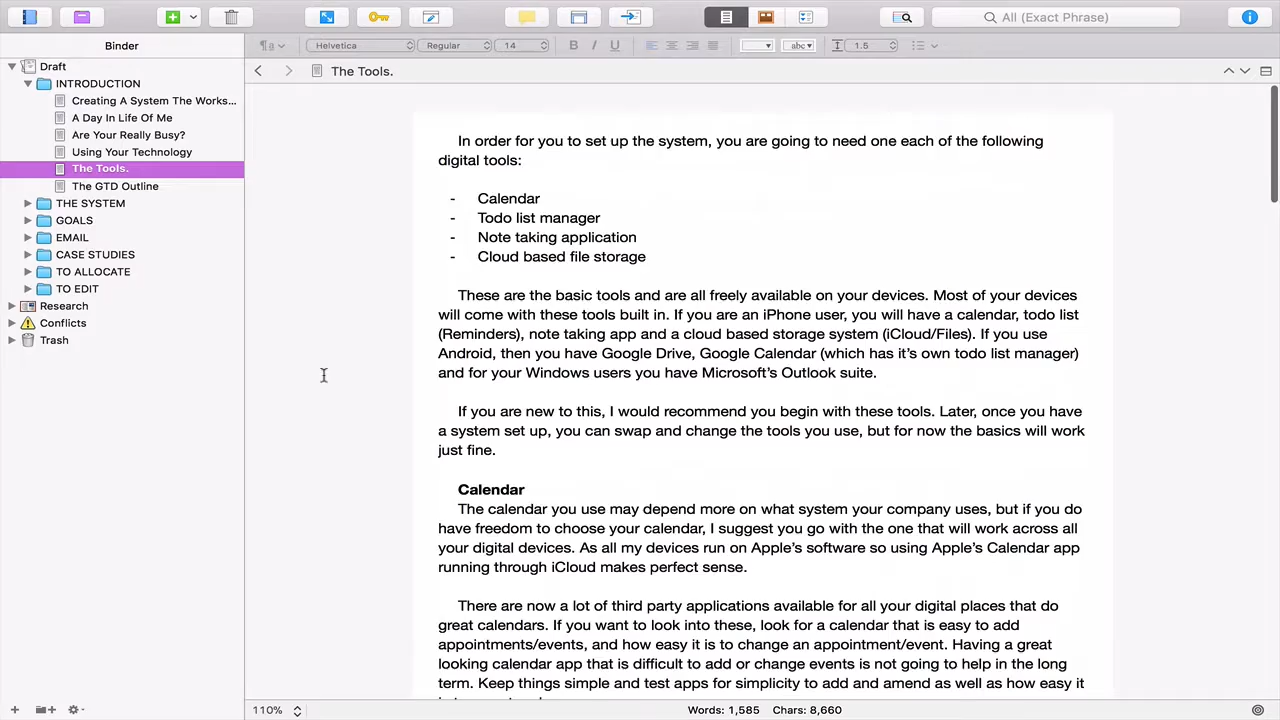 All (Exact Phrase)
Binder
Helvetica
Regular
14
B
I
U
abc
1.5
Draft
INTRODUCTION
Creating A System The Works...
A Day In Life Of Me
Are Your Really Busy?
Using Your Technology
The Tools.
The GTD Outline
THE SYSTEM
GOALS
EMAIL
CASE STUDIES
TO ALLOCATE
TO EDIT
Research
Conflicts
Trash
The Tools.
In order for you to set up the system, you are going to need one each of the following
digital tools:
- Calendar
- Todo list manager
- Note taking application
- Cloud based file storage
These are the basic tools and are all freely available on your devices. Most of your devices
will come with these tools built in. If you are an iPhone user, you will have a calendar, todo list
(Reminders), note taking app and a cloud based storage system (iCloud/Files). If you use
Android, then you have Google Drive, Google Calendar (which has it's own todo list manager)
and for your Windows users you have Microsoft's Outlook suite.
If you are new to this, I would recommend you begin with these tools. Later, once you have
a system set up, you can swap and change the tools you use, but for now the basics will work
just fine.
Calendar
The calendar you use may depend more on what system your company uses, but if you do
have freedom to choose your calendar, I suggest you go with the one that will work across all
your digital devices. As all my devices run on Apple's software so using Apple's Calendar app
running through iCloud makes perfect sense.
There are now a lot of third party applications available for all your digital places that do
great calendars. If you want to look into these, look for a calendar that is easy to add
appointments/events, and how easy it is to change an appointment/event. Having a great
looking calendar app that is difficult to add or change events is not going to help in the long
term. Keep things simple and test apps for simplicity to add and amend as well as how easy it
110%
Words: 1,585 Chars: 8,660